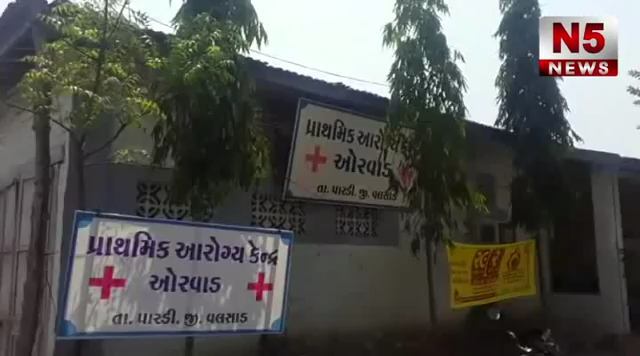 N5
NEWS
પ્રાથમિક આરોગ્ય કે
ઓરવાડ
તા. પારડી જી. વલસાડ
પ્રાથમિક આરોગ્ય કેન્દ્ર
ઓરવાડ
તા. પારડી. જી. વલસાડ